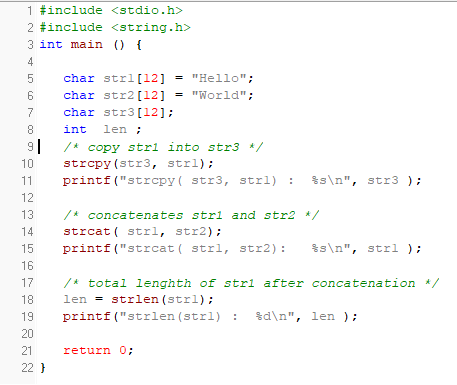 1 #include <stdio.h>
2 #include <string.h>
3 int main () {
4
5    char str1[12] = "Hello";
6    char str2[12] = "World";
7    char str3[12];
8    int  len ;
9    /* copy str1 into str3 */
10    strcpy(str3, str1);
11    printf("strcpy( str3, str1) :  %s\n", str3 );
12
13    /* concatenates str1 and str2 */
14    strcat( str1, str2);
15    printf("strcat( str1, str2):   %s\n", str1 );
16
17    /* total lenghth of str1 after concatenation */
18    len = strlen(str1);
19    printf("strlen(str1) :  %d\n", len );
20
21    return 0;
22 }